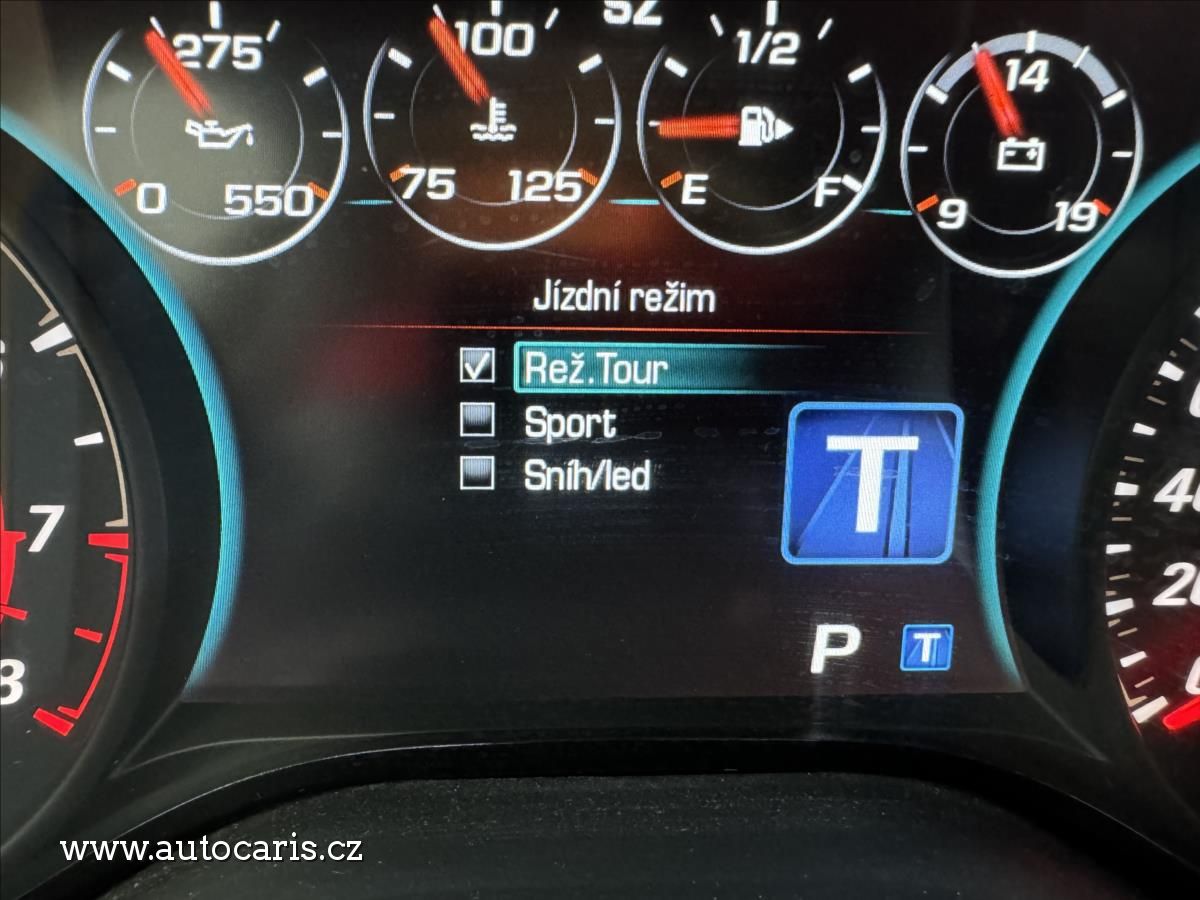 SZ
275
100
1/2
14
0
550
75
125
E
F
9
19
Jízdní režim
Rež.Tour
Sport
Sníh/led
T
7
8
P
T
www.autocaris.cz